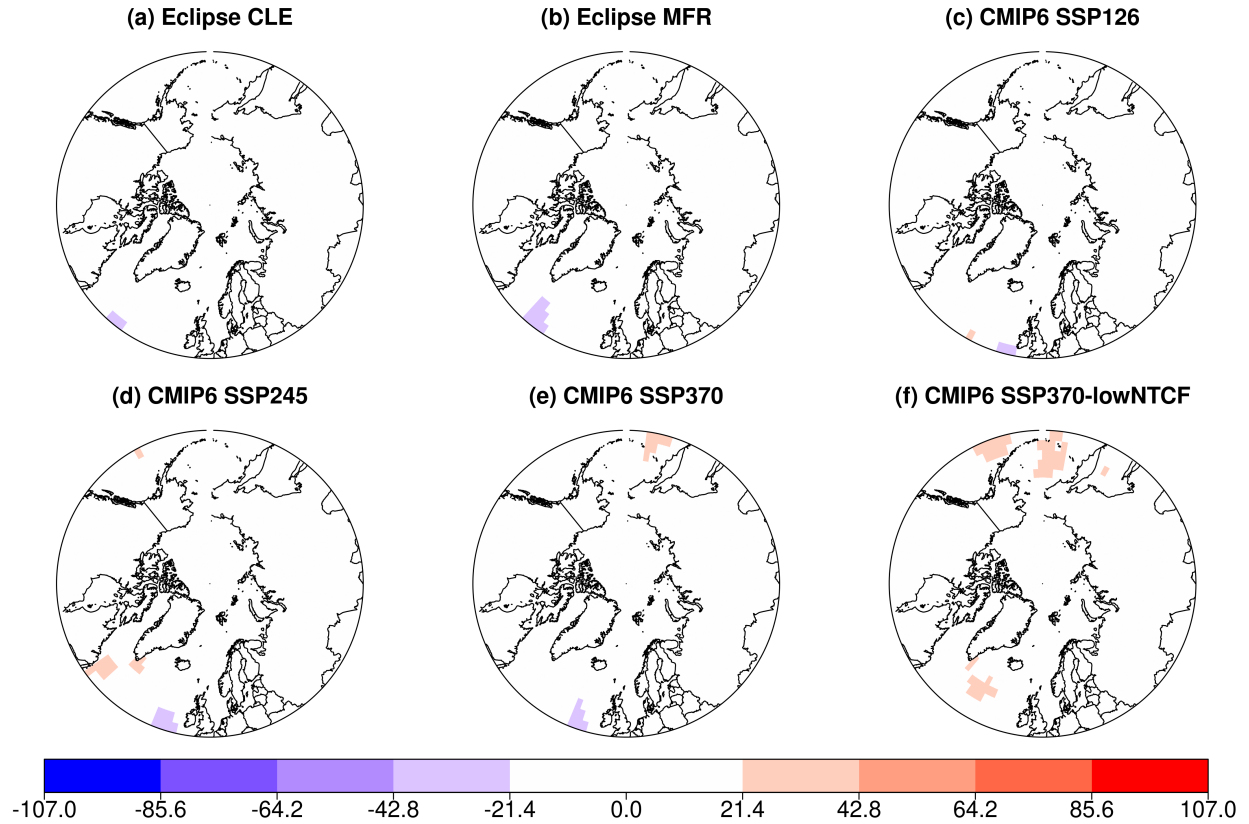 (a) Eclipse CLE
(b) Eclipse MFR
(c) CMIP6 SSP126
(d) CMIP6 SSP245
(e) CMIP6 SSP370
(f) CMIP6 SSP370-lowNTCF
-107.0 -85.6 -64.2 -42.8 -21.4 0.0 21.4 42.8 64.2 85.6 107.0